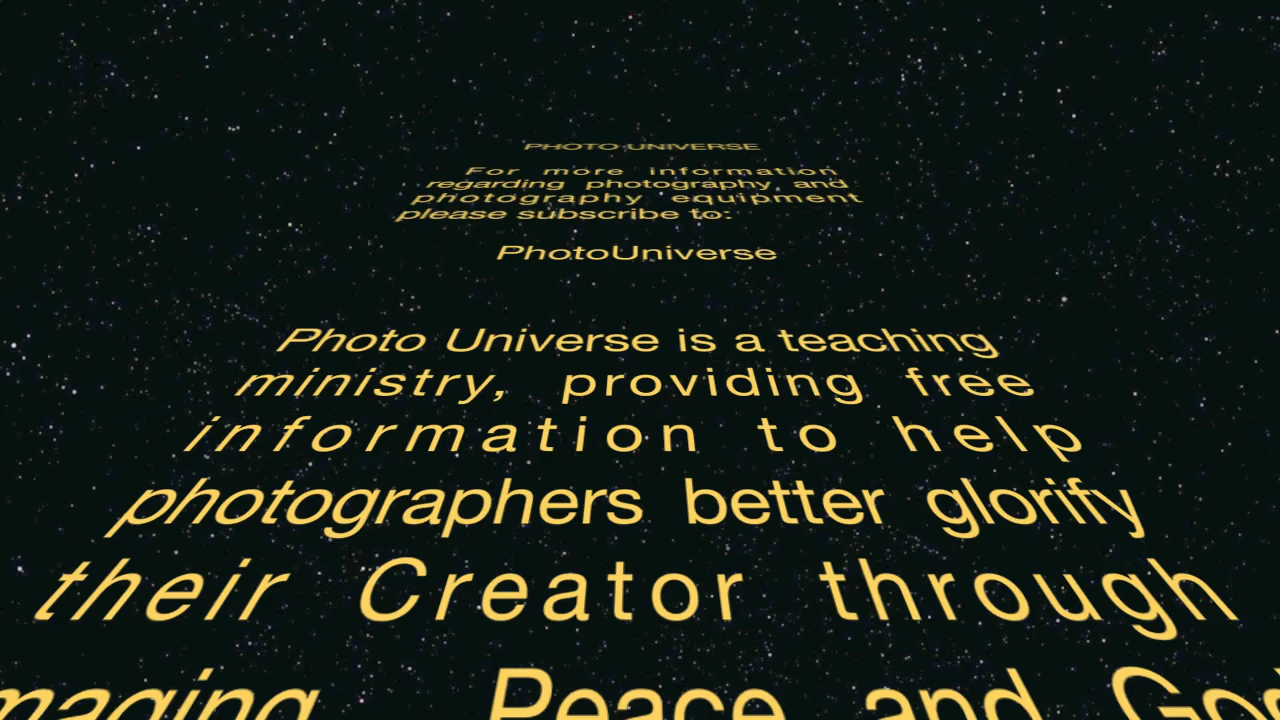 PHOTO UNIVERSE
For more information
regarding photography and
photography equipment
please subscribe to:
PhotoUniverse
Photo Universe is a teaching
ministry, providing free
information to help
photographers better glorify
their Creator through
Peace and